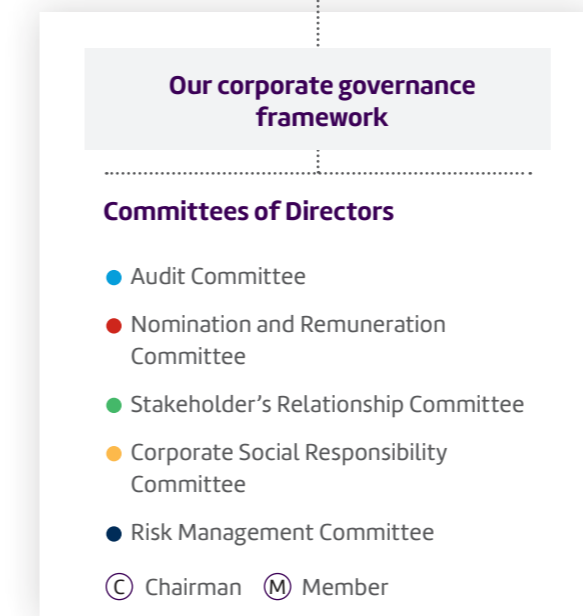 Our corporate governance
framework
Committees of Directors
Audit Committee
Nomination and Remuneration
Committee
Stakeholder’s Relationship Committee
Corporate Social Responsibility
Committee
Risk Management Committee
C Chairman M Member